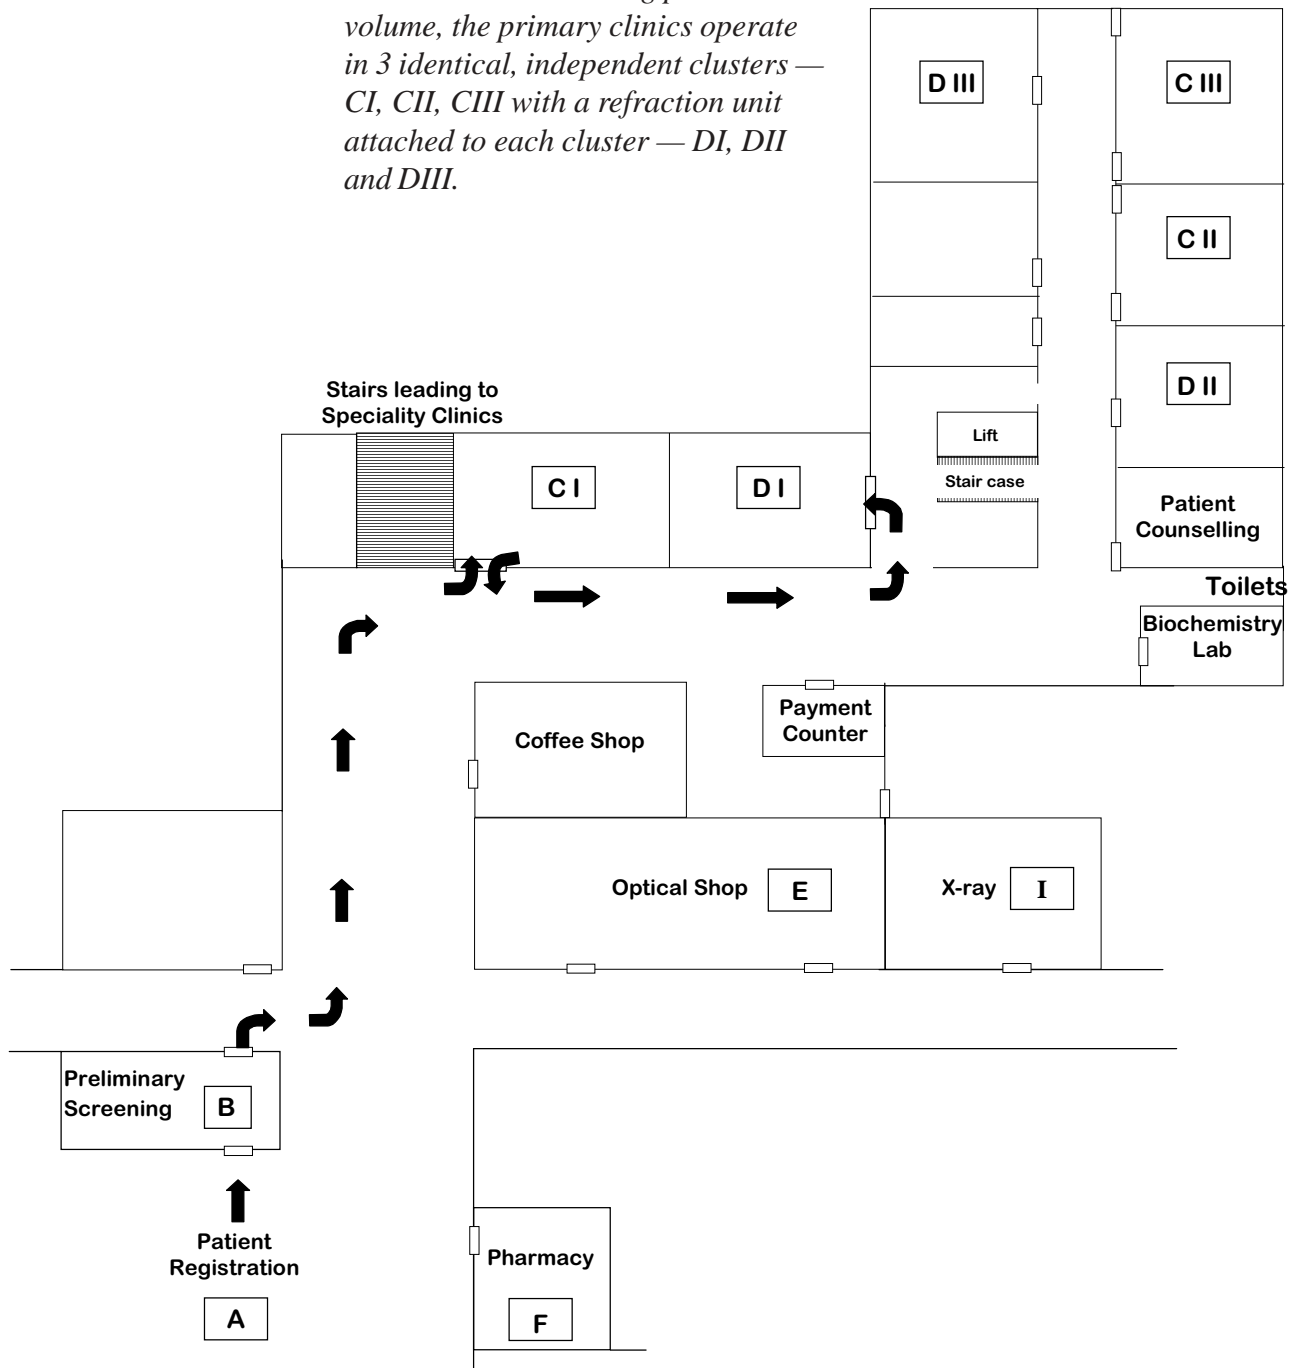 volume, the primary clinics operate
in 3 identical, independent clusters —
CI, CII, CIII with a refraction unit
attached to each cluster — DI, DII
and DIII.
D III
C III
C II
D II
Stairs leading to
Speciality Clinics
Lift
Stair case
C I
D I
Patient
Counselling
Toilets
Biochemistry
Lab
Payment
Counter
Coffee Shop
Optical Shop
E
X-ray
I
Preliminary
Screening
B
Patient
Registration
A
Pharmacy
F